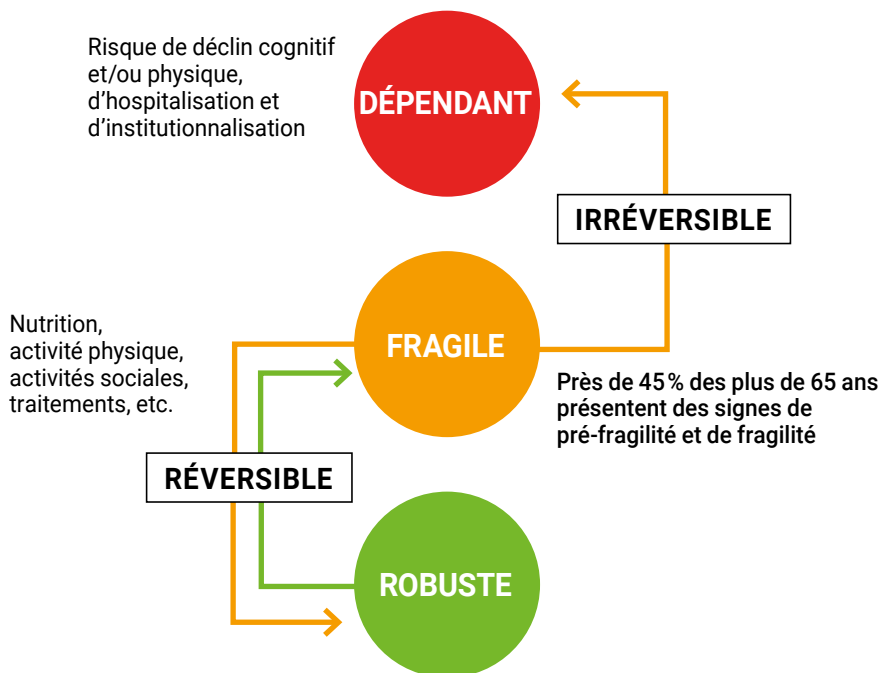 Risque de déclin cognitif
et/ou physique,
d'hospitalisation et
d'institutionnalisation
DÉPENDANT
IRRÉVERSIBLE
Nutrition,
activité physique,
activités sociales,
traitements, etc.
FRAGILE
Près de 45 % des plus de 65 ans
présentent des signes de
pré-fragilité et de fragilité
RÉVERSIBLE
ROBUSTE